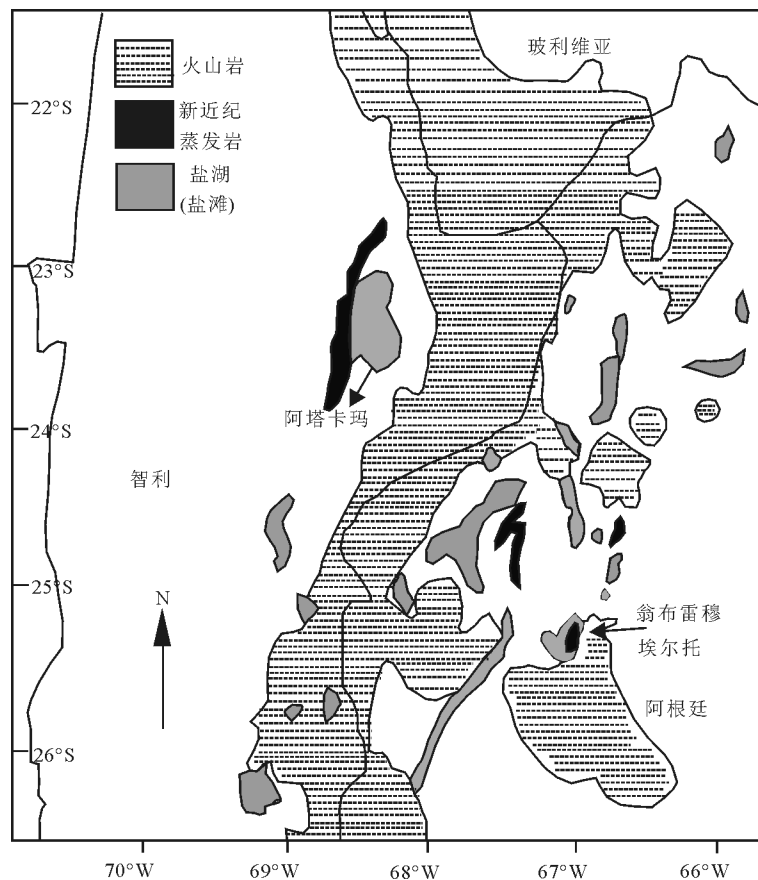 玻利维亚
火山岩
新近纪
蒸发岩
盐湖
(盐滩)
22°S
23°S
阿塔卡玛
24°S
智利
25°S
N
翁布雷穆
埃尔托
阿根廷
26°S
70°W
69°W
68°W
67°W
66°W